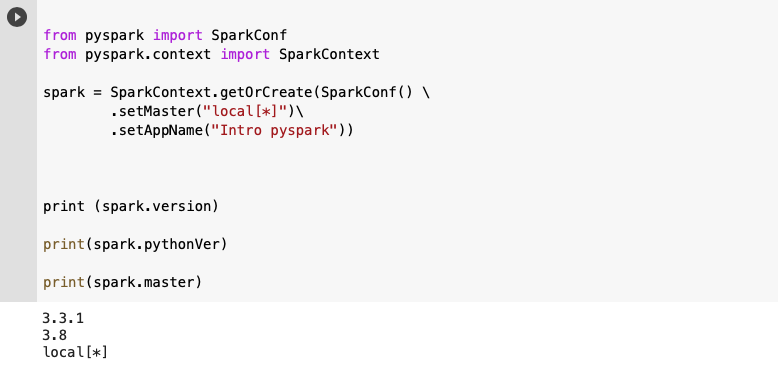 from pyspark import SparkConf
from pyspark.context import SparkContext
spark = SparkContext.getOrCreate(SparkConf() \
.setMaster("local[*]")\
.setAppName("Intro pyspark"))
print (spark.version)
print(spark.pythonVer)
print(spark.master)
3.3.1
3.8
local[*]